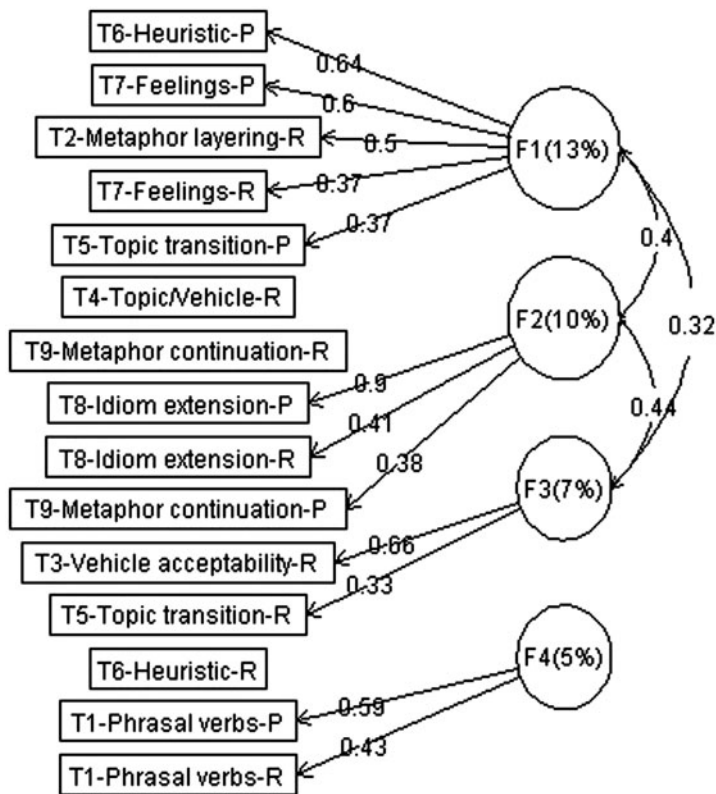 T6-Heuristic-P
0.64
T7-Feelings-P
0.6
T2-Metaphor layering-R
0.5
F1(13%)
T7-Feelings-R
0.37
T5-Topic transition-P
0.37
0.4
T4-Topic/Vehicle-R
F2(10%)
0.32
T9-Metaphor continuation-R
0.9
T8-Idiom extension-P
0.41
0.44
T8-Idiom extension-R
0.38
F3(7%)
T9-Metaphor continuation-P
0.66
T3-Vehicle acceptability-R
0.33
T5-Topic transition-R
F4(5%)
T6-Heuristic-R
0.59
T1-Phrasal verbs-P
0.43
T1-Phrasal verbs-R